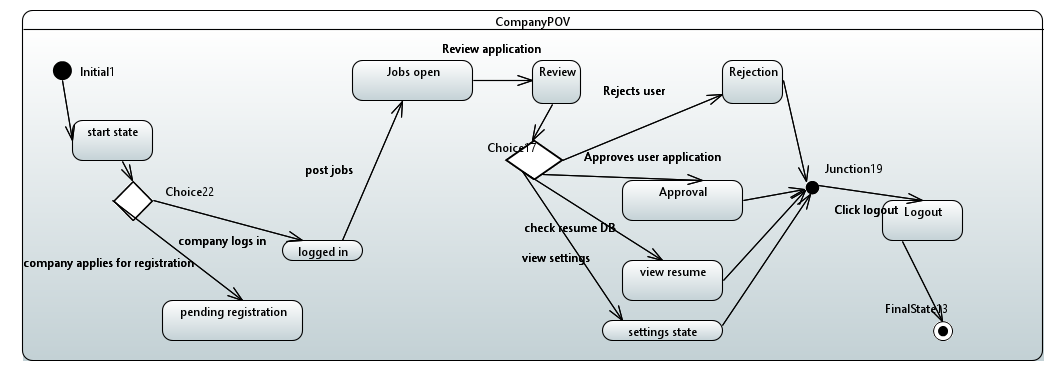 CompanyPOV
Review application
Initial1
Jobs open
Review
Rejection
Rejects user
start state
Choice17
Approves user application
post jobs
Junction19
Choice22
Approval
Click logout
Logout
check resume DB
company logs in
logged in
view settings
company applies for registration
view resume
pending registration
FinalState23
settings state